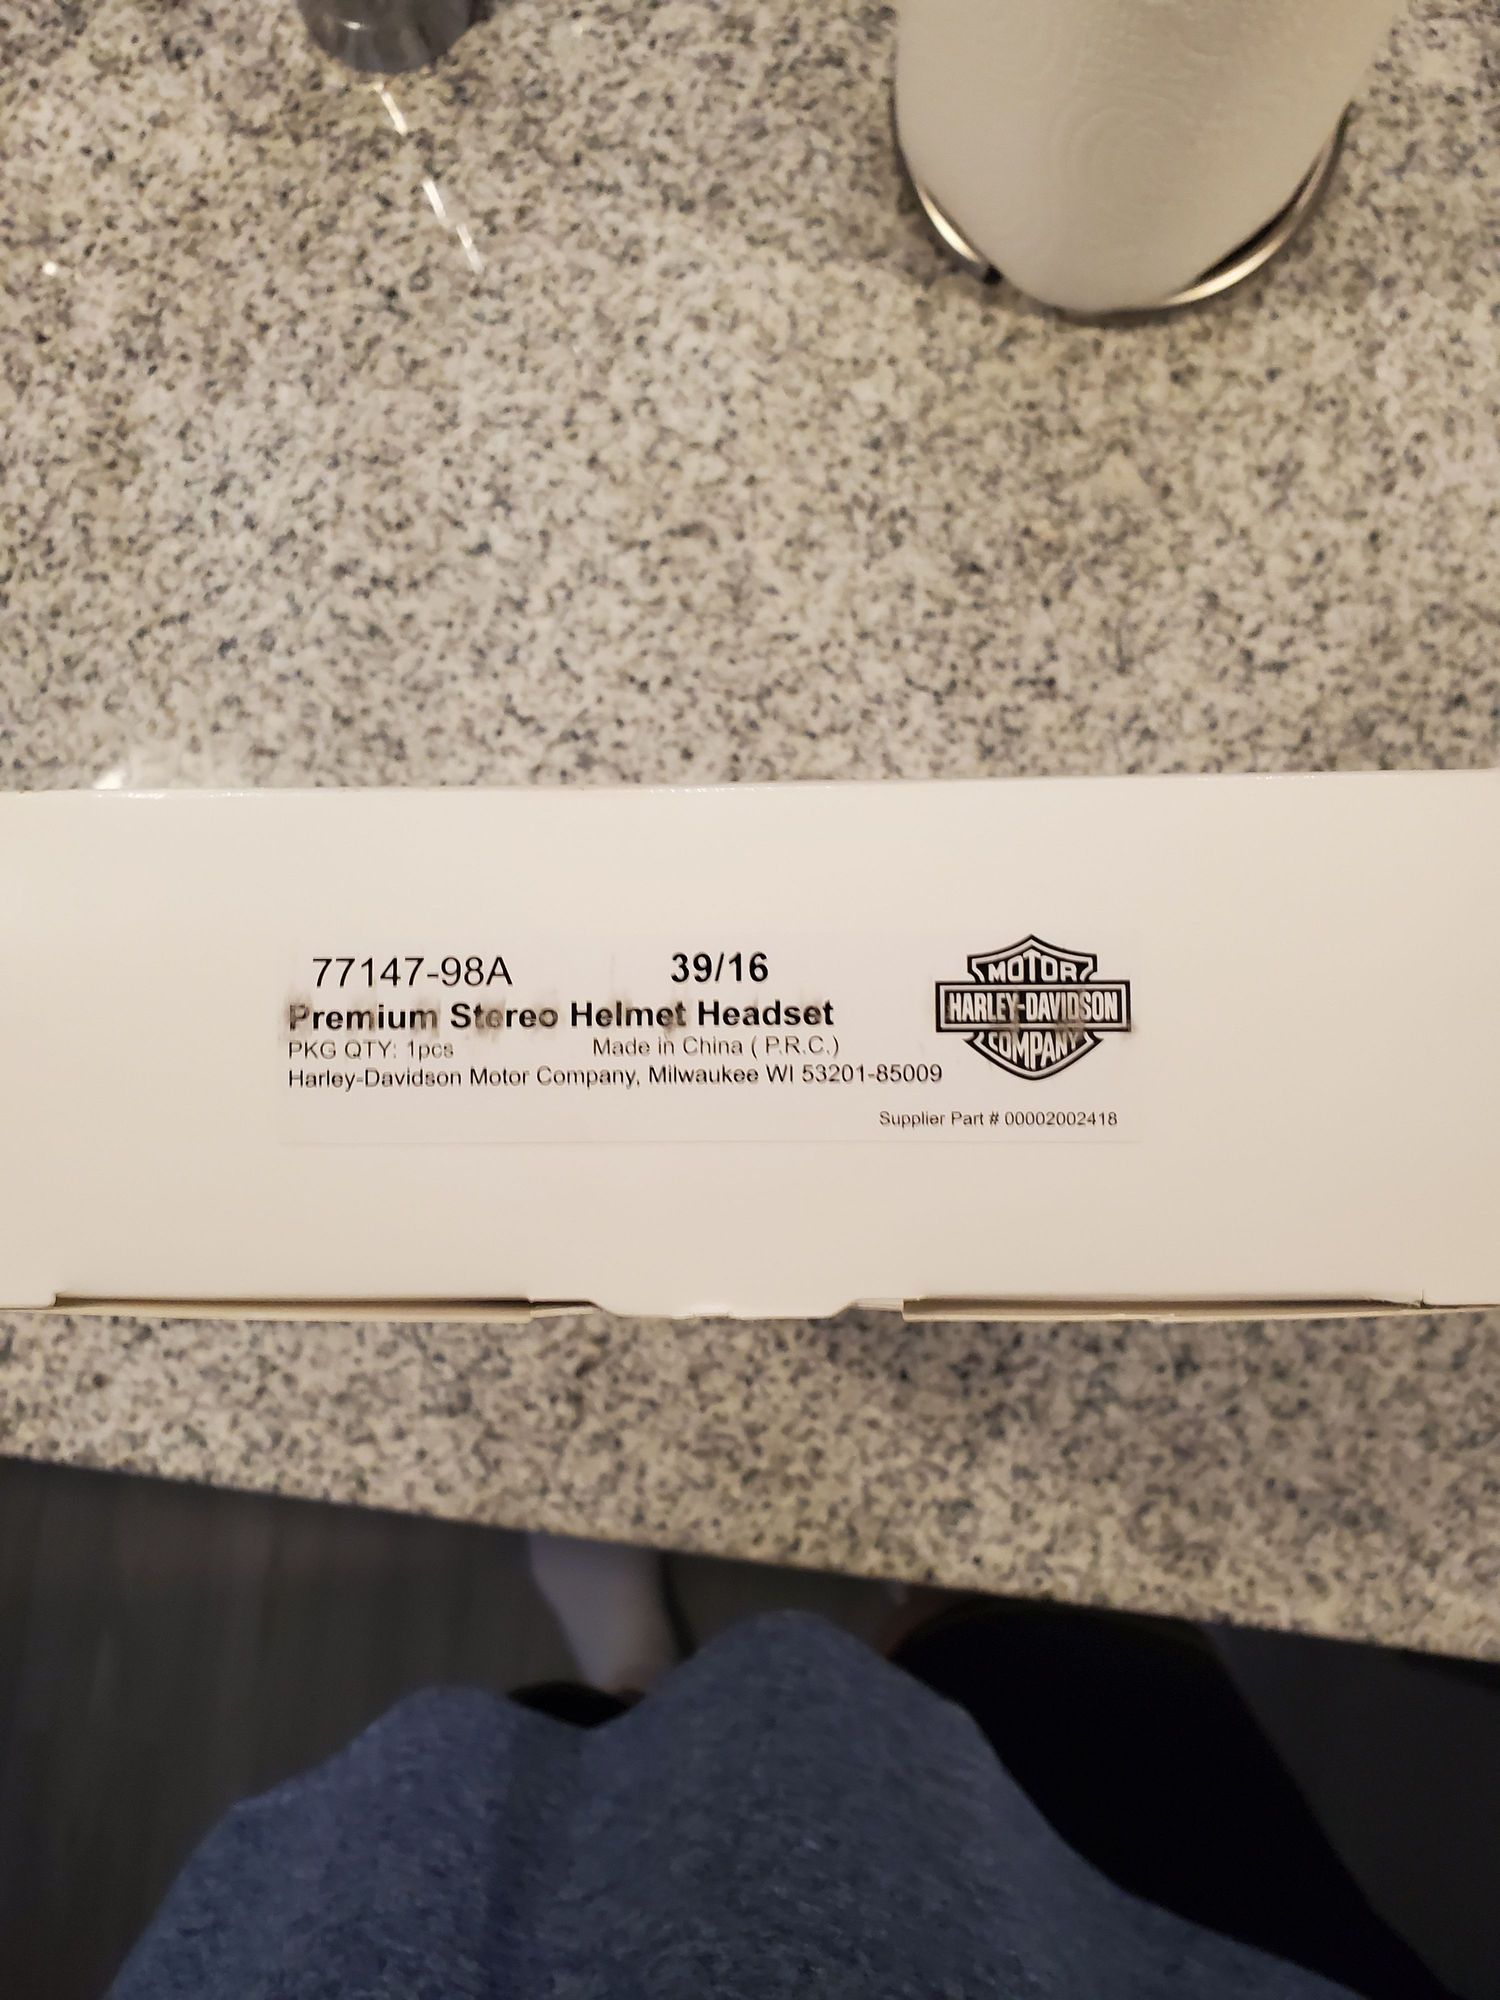 77147-98A 39/16
Premium Stereo Helmet Headset
PKG QTY: 1pcs Made in China ( P.R.C.)
Harley-Davidson Motor Company, Milwaukee WI 53201-85009
MOTOR
HARLEY-DAVIDSON
COMPANY
Supplier Part # 00002002418